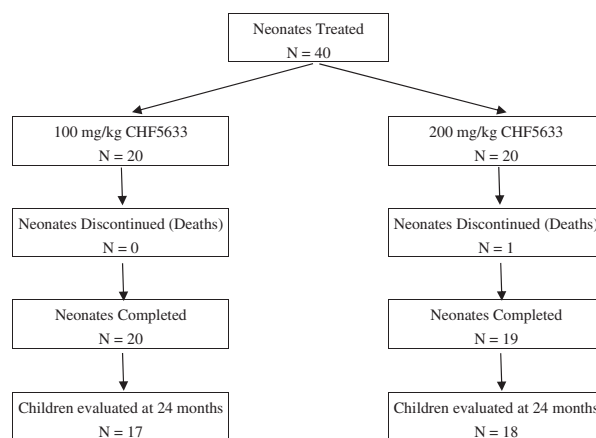 Neonates Treated
N = 40
100 mg/kg CHF5633
N = 20
200 mg/kg CHF5633
N = 20
Neonates Discontinued (Deaths)
N = 0
Neonates Discontinued (Deaths)
N = 1
Neonates Completed
N = 20
Neonates Completed
N = 19
Children evaluated at 24 months
N = 17
Children evaluated at 24 months
N = 18